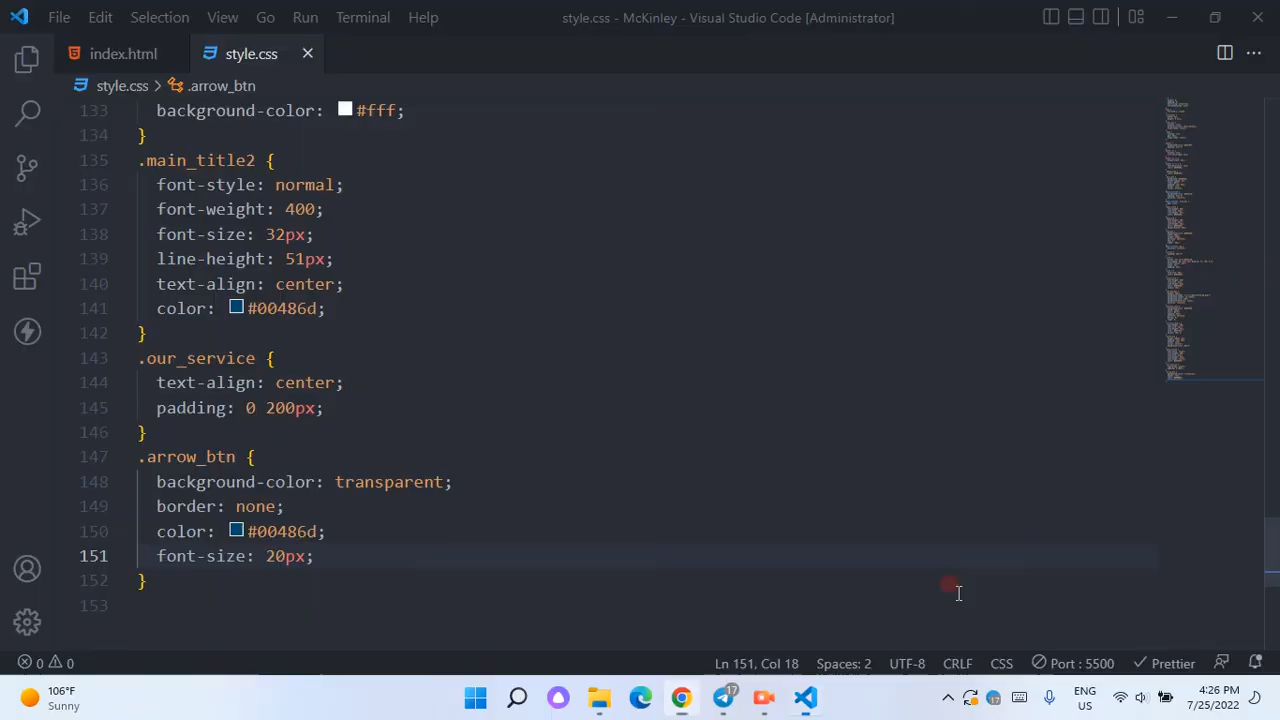 File Edit Selection View Go Run Terminal Help
style.css - McKinley - Visual Studio Code [Administrator]
index.html
style.css
style.css > .arrow_btn
133 background-color: #fff;
134 }
135 .main_title2 {
136 font-style: normal;
137 font-weight: 400;
138 font-size: 32px;
139 line-height: 51px;
140 text-align: center;
141 color: #00486d;
142 }
143 .our_service {
144 text-align: center;
145 padding: 0 200px;
146 }
147 .arrow_btn {
148 background-color: transparent;
149 border: none;
150 color: #00486d;
151 font-size: 20px;
152 }
153
0 0 Ln 151, Col 18 Spaces: 2 UTF-8 CRLF CSS Port : 5500 Prettier
106°F
Sunny
17
17
ENG
US
4:26 PM
7/25/2022